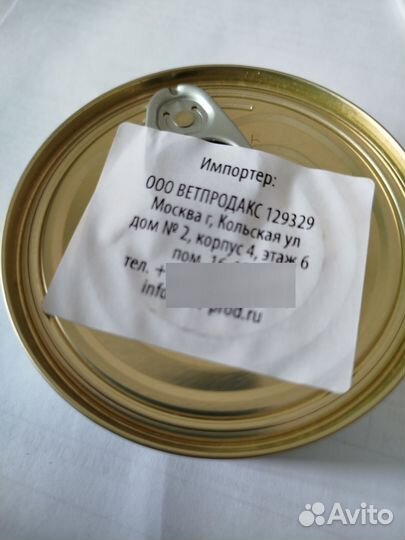 Импортер:
ООО ВЕТПРОДАКС 129329
Москва г, Кольская ул
дом № 2, корпус 4, этаж 6
пом.
тел. +
info
prod.ru
Avito